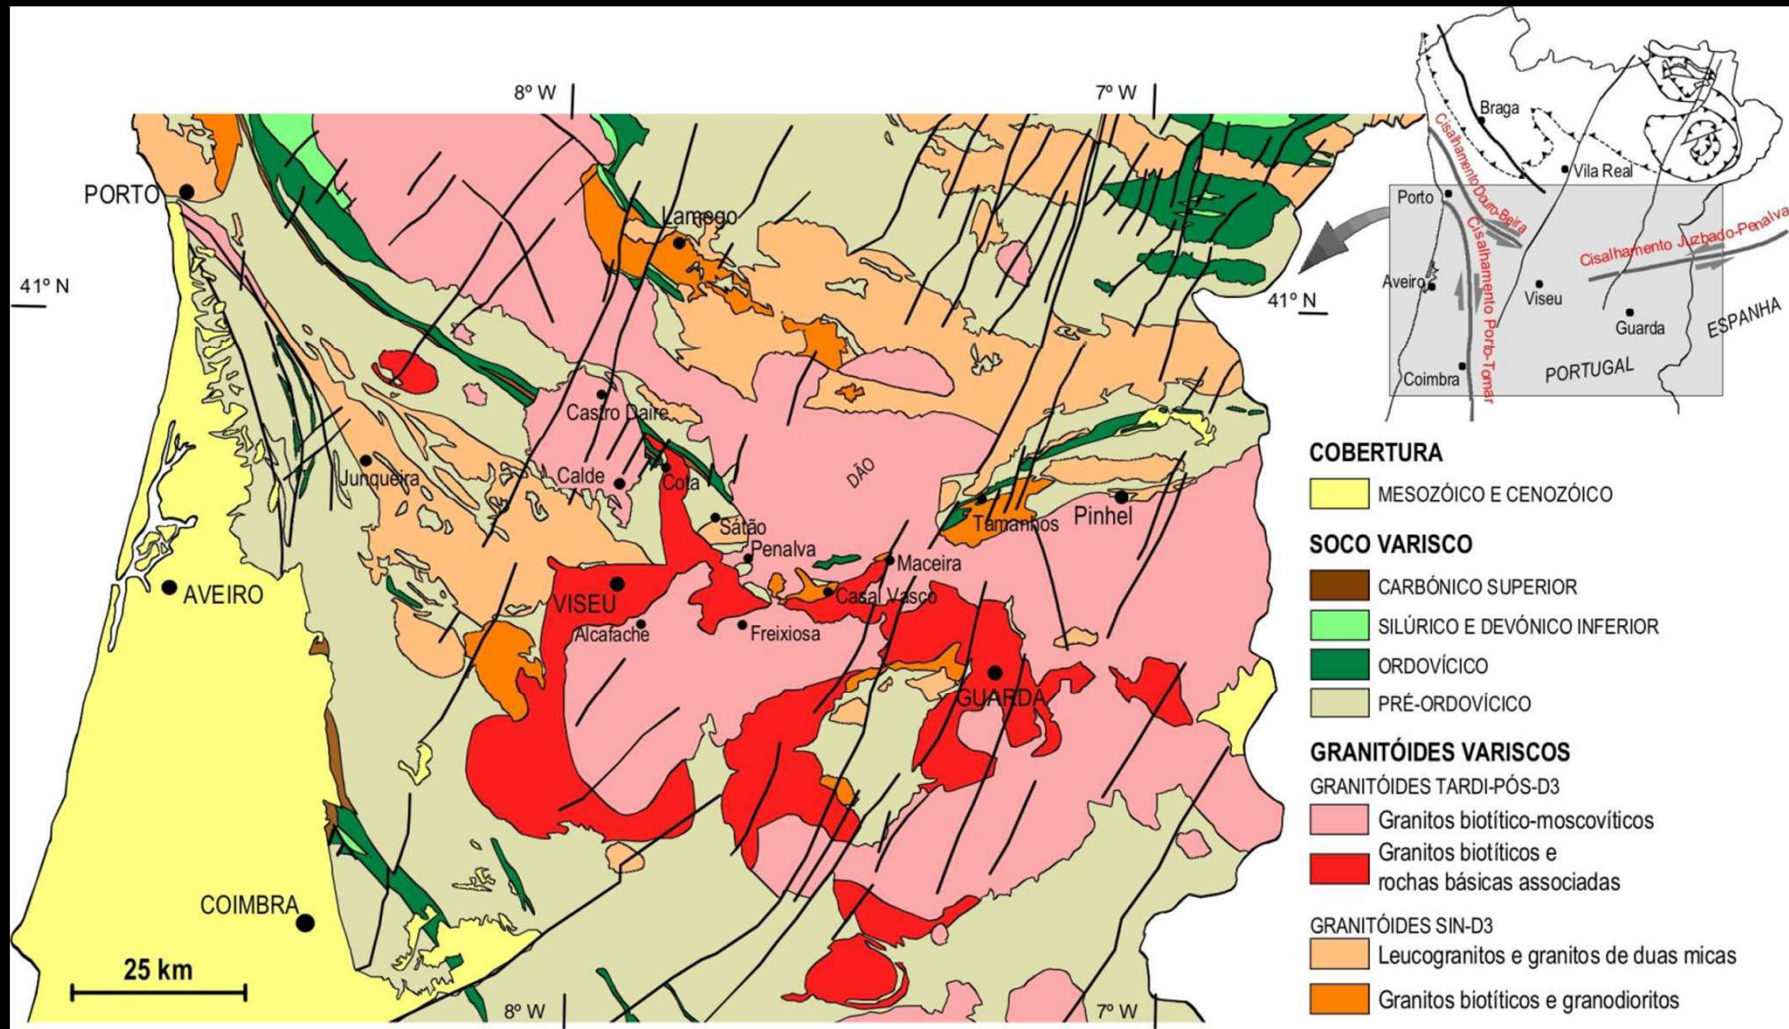 8º W
7º W
PORTO
Lamego
41º N
41º N
Castro Daire
Junqueira
Calde
Cota
DÃO
Sátão
Tamanhos
Pinhel
Penalva
Maceira
AVEIRO
VISEU
Casal Vasco
Alcafache
Freixiosa
GUARDA
COIMBRA
25 km
8º W
7º W
Braga
Vila Real
Porto
Cisalhamento Douro-Beira
Cisalhamento Juzbado-Penalva
Cisalhamento Porto-Tomar
Aveiro
Viseu
Guarda
ESPANHA
Coimbra
PORTUGAL
COBERTURA
MESOZÓICO E CENOZÓICO
SOCO VARISCO
CARBÓNICO SUPERIOR
SILÚRICO E DEVÓNICO INFERIOR
ORDOVÍCICO
PRÉ-ORDOVÍCICO
GRANITÓIDES VARISCOS
GRANITÓIDES TARDI-PÓS-D3
Granitos biotítico-moscovíticos
Granitos biotíticos e
rochas básicas associadas
GRANITÓIDES SIN-D3
Leucogranitos e granitos de duas micas
Granitos biotíticos e granodioritos